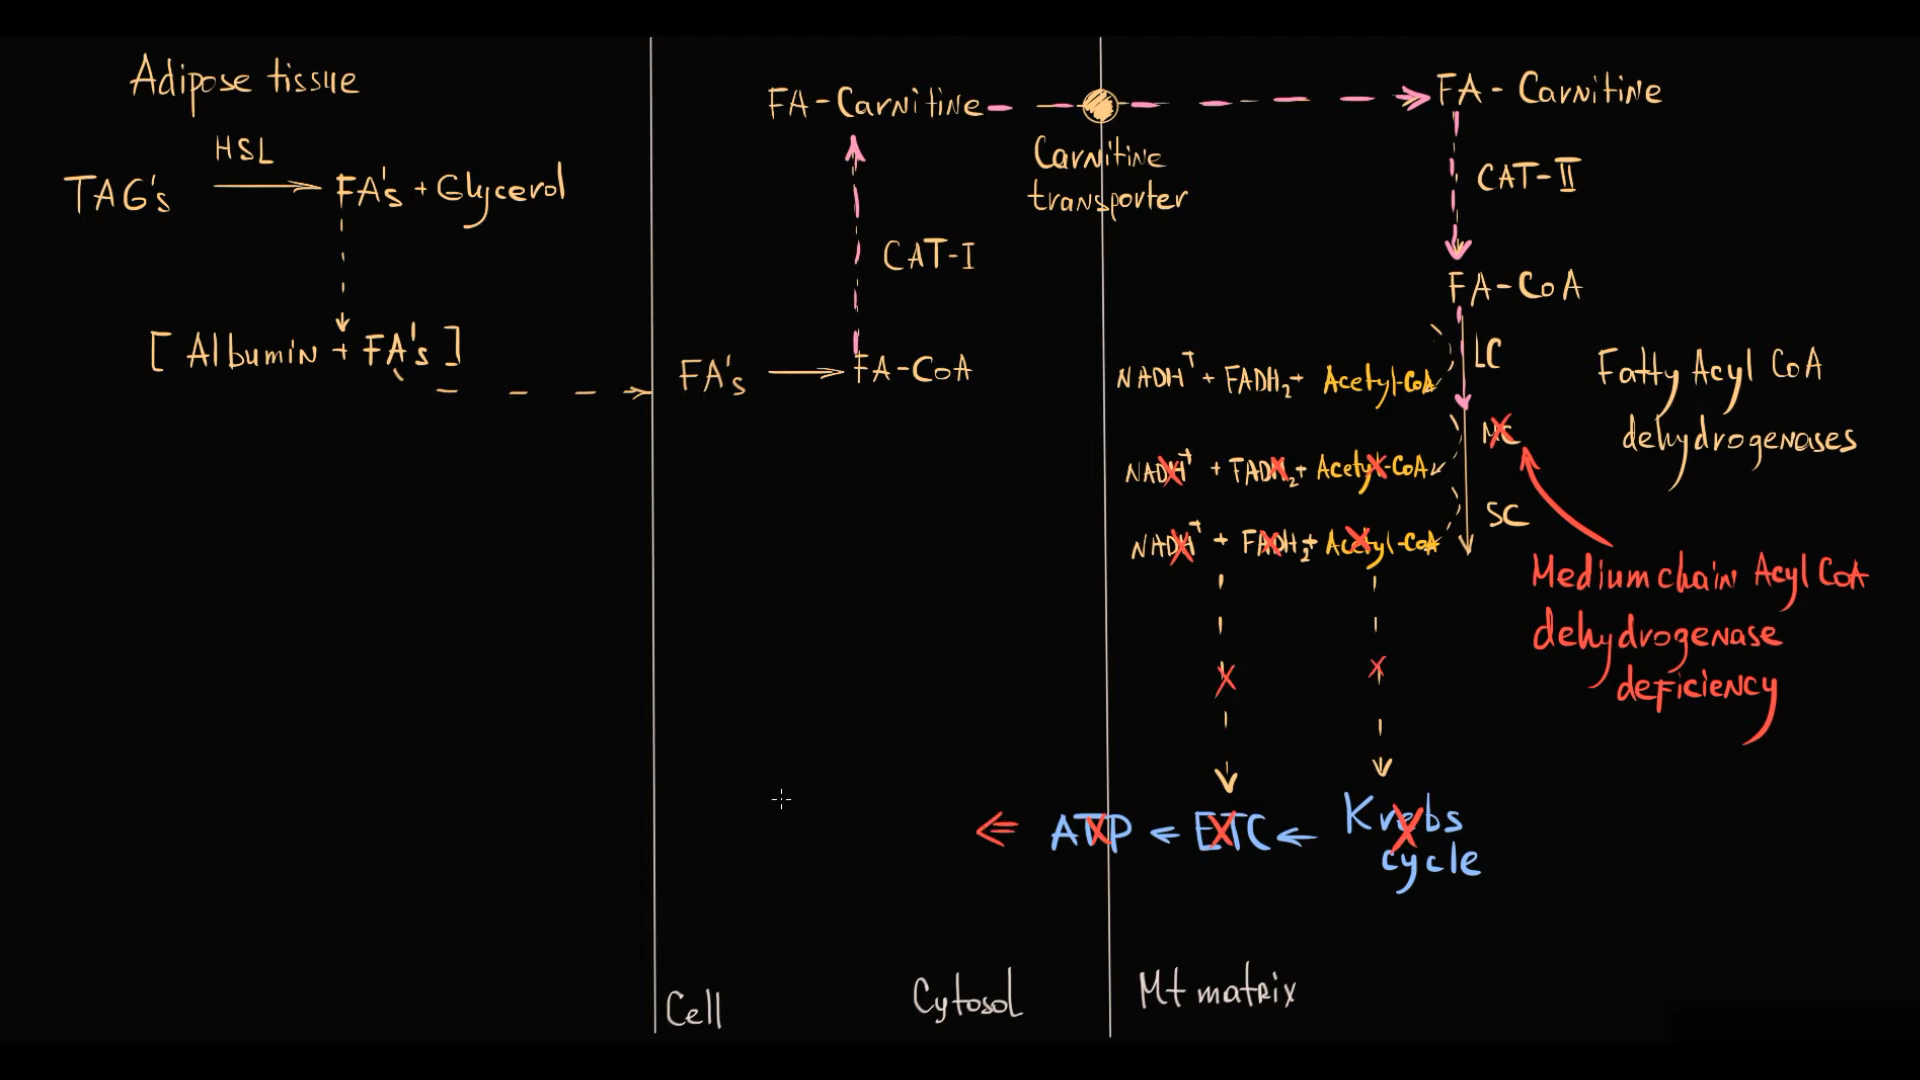 Adipose tissue
HSL
TAG's → FA's + Glycerol
[ Albumin + FA's ]
FA's → FA-CoA
CAT-I
FA-Carnitine
Carnitine
transporter
FA - Carnitine
CAT-II
FA-CoA
LC
NADH⁺ + FADH₂ + Acetyl-CoA
MC
NADH⁺ + FADH₂ + Acetyl-CoA
SC
NADH⁺ + FADH₂ + Acetyl-CoA
Fatty Acyl CoA
dehydrogenases
Medium chain Acyl CoA
dehydrogenase
deficiency
⇐ ATP ⇐ ETC ← Krebs
cycle
Cell
Cytosol
Mt matrix